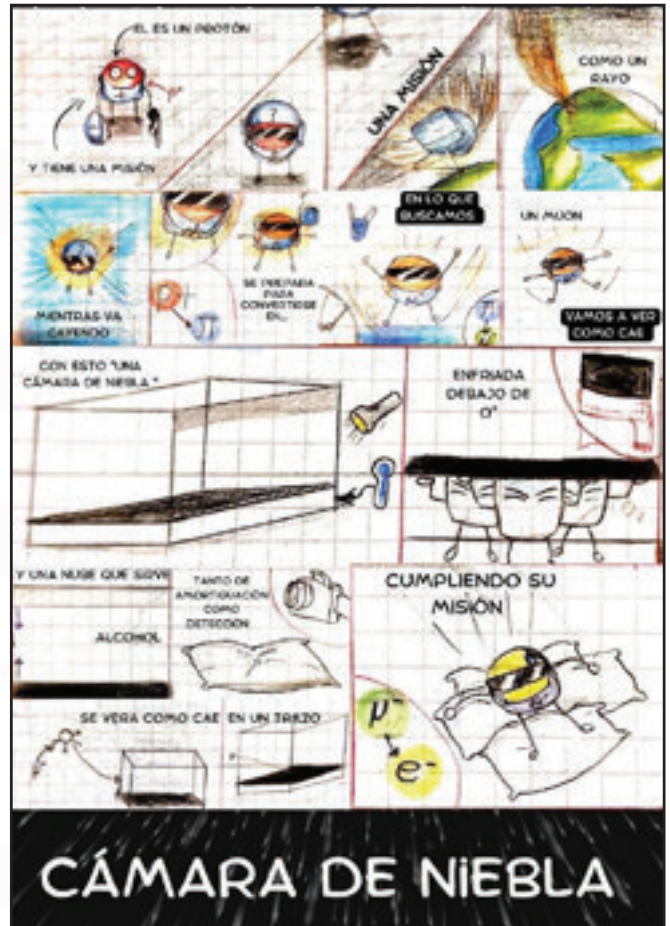 EL ES UN PROTÓN
Y TIENE UNA MISIÓN
?
UNA MISIÓN
COMO UN
RAYO
MIENTRAS VA
CAYENDO
SE PREPARA
PARA
CONVERTIRSE
EN...
EN LO QUE
BUSCAMOS
UN MUON
VAMOS A VER
COMO CAE
CON ESTO "UNA
CÁMARA DE NIEBLA"
ENFRIADA
DEBAJO DE
0°
Y UNA NUBE QUE SIRVE
ALCOHOL
TANTO DE
AMORTIGUACIÓN
COMO
DETECCIÓN
SE VERA COMO CAE
EN UN TRAZO
CUMPLIENDO SU
MISIÓN
μ-
e-
CÁMARA DE NiEBLA